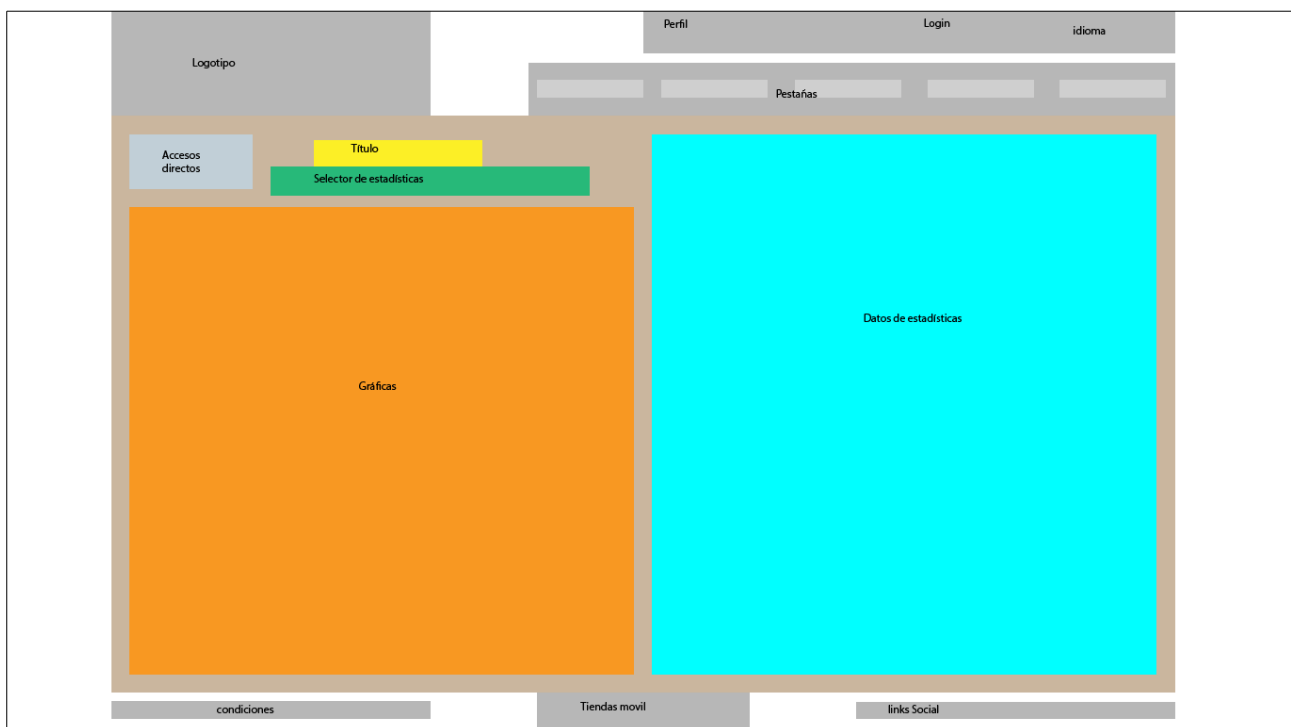 Perfil
Login
idioma
Logotipo
Pestañas
Accesos
directos
Título
Selector de estadísticas
Datos de estadísticas
Gráficas
condiciones
Tiendas movil
links Social